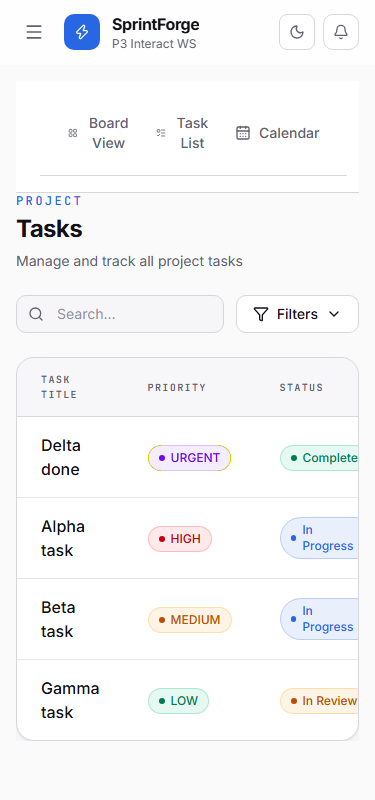 SprintForge
P3 Interact WS
Board View
Task List
Calendar
PROJECT
Tasks
Manage and track all project tasks
Search...
Filters
TASK TITLE
PRIORITY
STATUS
Delta done
URGENT
Complete
Alpha task
HIGH
In Progress
Beta task
MEDIUM
In Progress
Gamma task
LOW
In Review